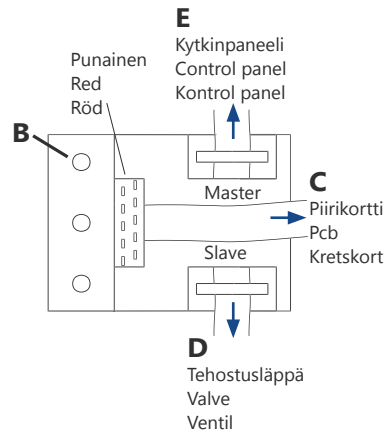 E
Kytkinpaneeli
Control panel
Kontrol panel
Punainen
Red
Röd
B
Master
C
Piirikortti
Pcb
Kretskort
Slave
D
Tehostusläppä
Valve
Ventil